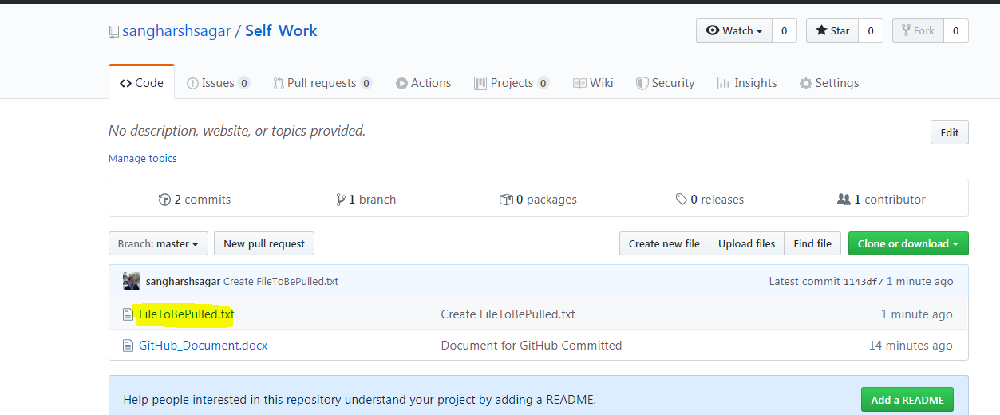 sangharshsagar / Self_Work Watch 0 Star 0 Fork 0
Code Issues 0 Pull requests 0 Actions Projects 0 Wiki Security Insights Settings
No description, website, or topics provided. Edit
Manage topics
2 commits 1 branch 0 packages 0 releases 1 contributor
Branch: master New pull request Create new file Upload files Find file Clone or download
sangharshsagar Create FileToBePulled.txt Latest commit 1143df7 1 minute ago
FileToBePulled.txt Create FileToBePulled.txt 1 minute ago
GitHub_Document.docx Document for GitHub Committed 14 minutes ago
Help people interested in this repository understand your project by adding a README. Add a README